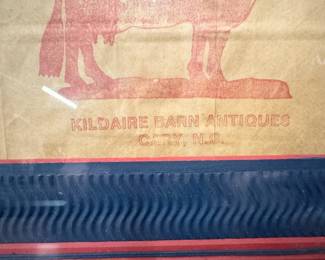 KILDAIRE BARN ANTIQUES
CARY, N.C.